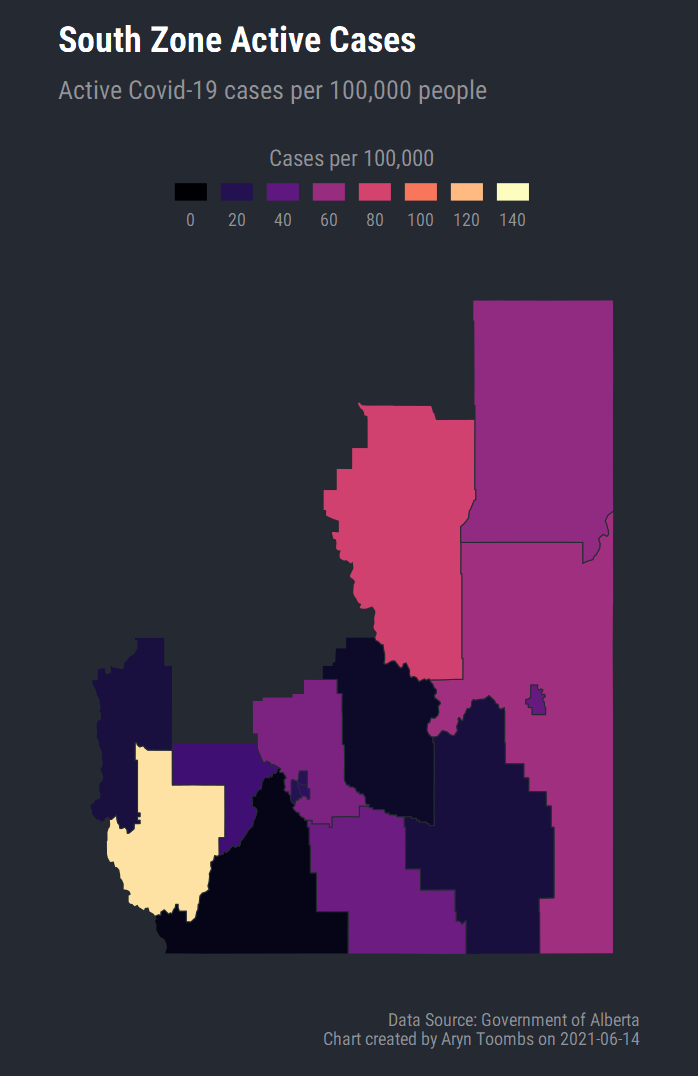 South Zone Active Cases
Active Covid-19 cases per 100,000 people
Cases per 100,000
0 20 40 60 80 100 120 140
Data Source: Government of Alberta
Chart created by Aryn Toombs on 2021-06-14